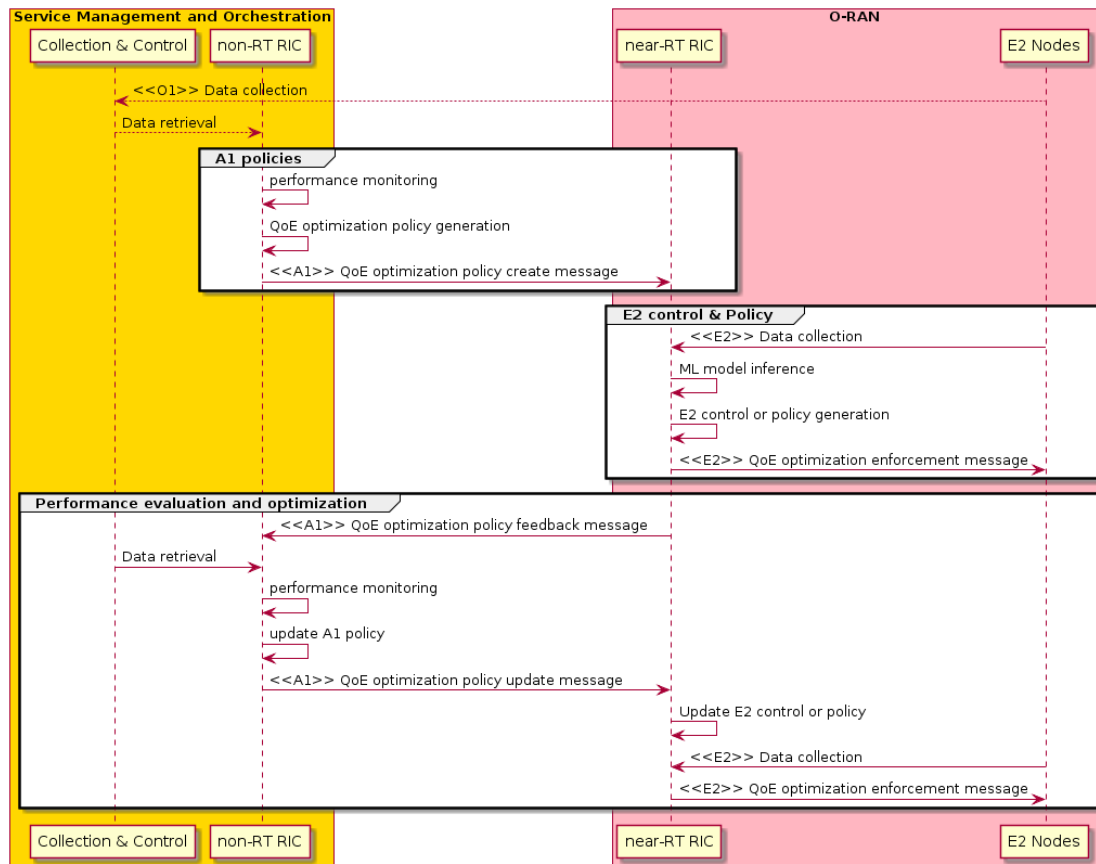 Service Management and Orchestration
O-RAN
Collection & Control
non-RT RIC
near-RT RIC
E2 Nodes
<<O1>> Data collection
Data retrieval
A1 policies
performance monitoring
QoE optimization policy generation
<<A1>> QoE optimization policy create message
E2 control & Policy
<<E2>> Data collection
ML model inference
E2 control or policy generation
<<E2>> QoE optimization enforcement message
Performance evaluation and optimization
<<A1>> QoE optimization policy feedback message
Data retrieval
performance monitoring
update A1 policy
<<A1>> QoE optimization policy update message
Update E2 control or policy
<<E2>> Data collection
<<E2>> QoE optimization enforcement message
Collection & Control
non-RT RIC
near-RT RIC
E2 Nodes